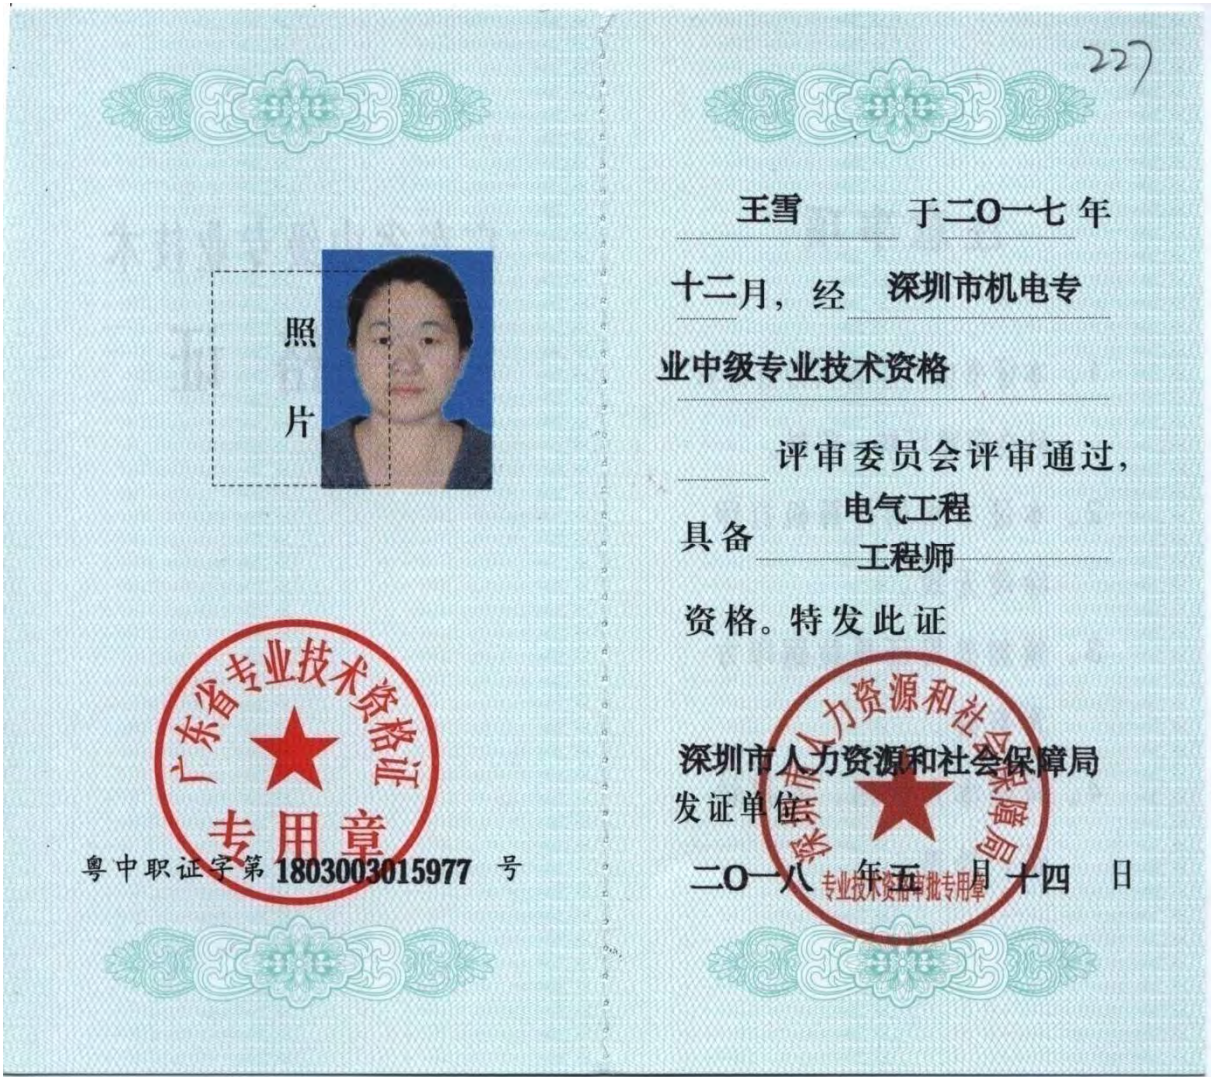 照
片
广东省专业技术资格证
专用章
粤中职证字第 1803003015977 号
227
王雪 于二〇一七年
十二月，经 深圳市机电专
业中级专业技术资格
评审委员会评审通过，
具备 电气工程
工程师
资格。特发此证
深圳市人力资源和社会保障局
深圳市人力资源和社会保障局
发证单位：
二〇一八 年五 月十四 日
专业技术资格审批专用章